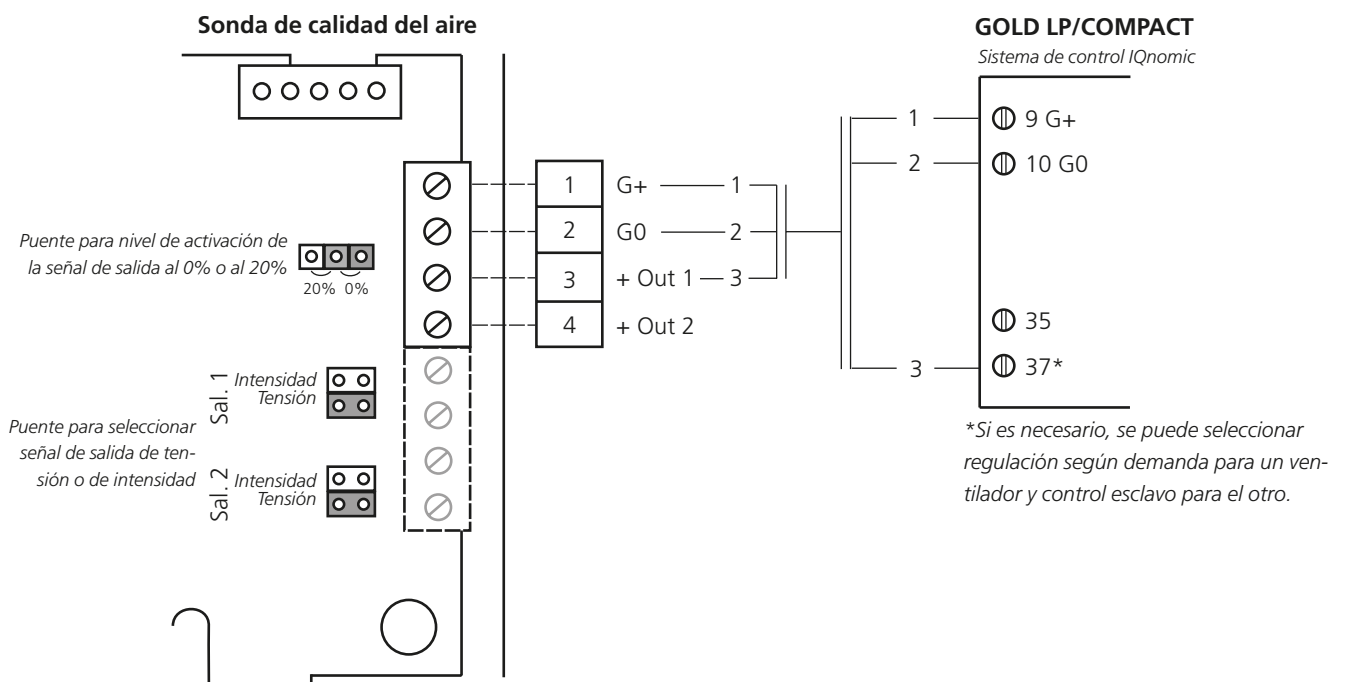 Sonda de calidad del aire
GOLD LP/COMPACT
Sistema de control IQnomic
1
9 G+
2
10 G0
1
G+
1
2
G0
2
3
+ Out 1
3
4
+ Out 2
Puente para nivel de activación de
la señal de salida al 0% o al 20%
20% 0%
35
3
37*
Sal. 1
Intensidad
Tensión
Puente para seleccionar
señal de salida de ten-
sión o de intensidad
Sal. 2
Intensidad
Tensión
*Si es necesario, se puede seleccionar
regulación según demanda para un ven-
tilador y control esclavo para el otro.